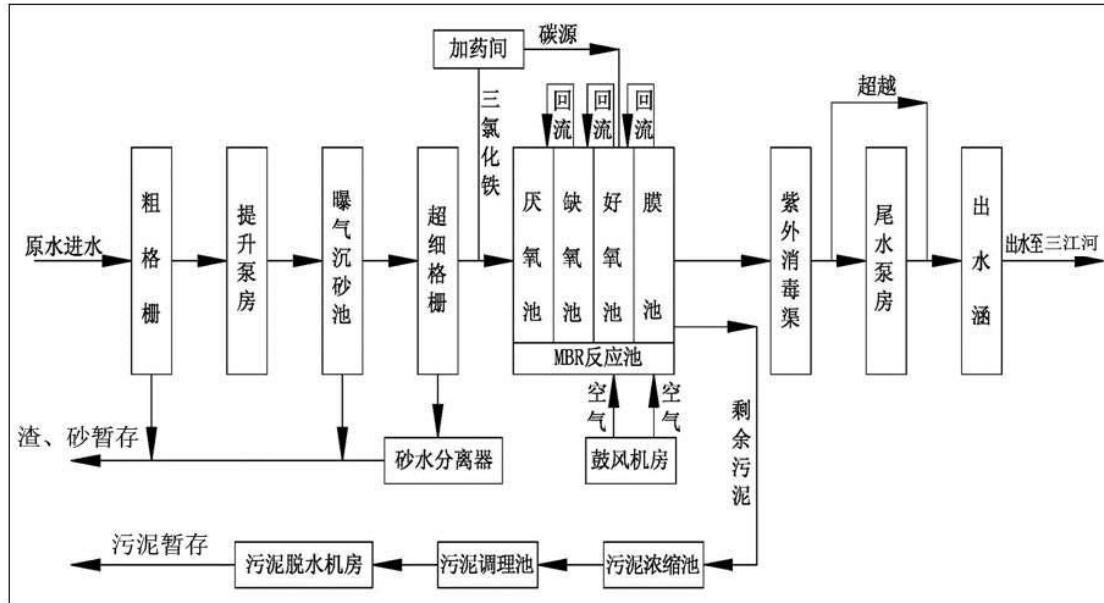 加药间
碳源
三氯化铁
回流
回流
回流
超越
原水进水
粗格栅
提升泵房
曝气沉砂池
超细格栅
厌氧池
缺氧池
好氧池
膜池
MBR反应池
紫外消毒渠
尾水泵房
出水涵
出水至三江河
空气
空气
剩余污泥
渣、砂暂存
砂水分离器
鼓风机房
污泥暂存
污泥脱水机房
污泥调理池
污泥浓缩池